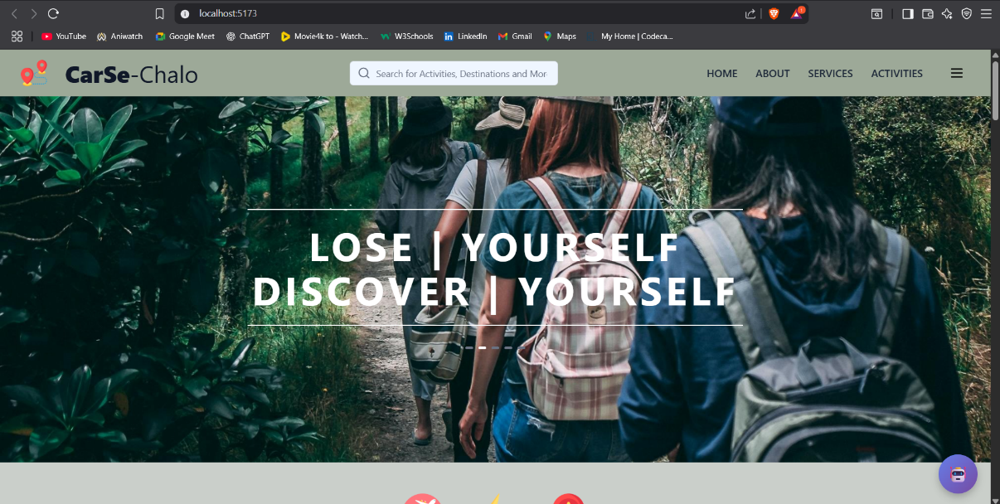 localhost:5173
1
YouTube
Aniwatch
Google Meet
ChatGPT
Movie4k to - Watch...
W3Schools
LinkedIn
Gmail
Maps
My Home | Codeca...
CarSe-Chalo
Search for Activities, Destinations and Mor
HOME
ABOUT
SERVICES
ACTIVITIES
LOSE | YOURSELF
DISCOVER | YOURSELF